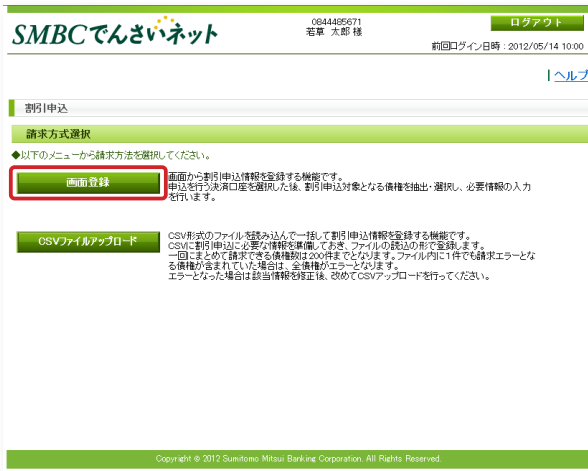 SMBCでんさいネット
0844485671
若草 太郎 様
ログアウト
前回ログイン日時：2012/05/14 10:00
ヘルプ
割引申込
請求方式選択
◆以下のメニューから請求方法を選択してください。
画面登録
画面から割引申込情報を登録する機能です。
申込を行う決済口座を選択した後、割引申込対象となる債権を抽出・選択し、必要情報の入力
を行います。
CSVファイルアップロード
CSV形式のファイルを読み込んで一括して割引申込情報を登録する機能です。
CSVに割引申込に必要な情報を準備しておき、ファイルの読込の形で登録します。
一回にまとめて請求できる債権数は200件までとなります。ファイル内に1件でも請求エラーとな
る債権が含まれていた場合は、全債権がエラーとなります。
エラーとなった場合は該当情報を修正後、改めてCSVアップロードを行ってください。
Copyright © 2012 Sumitomo Mitsui Banking Corporation. All Rights Reserved.